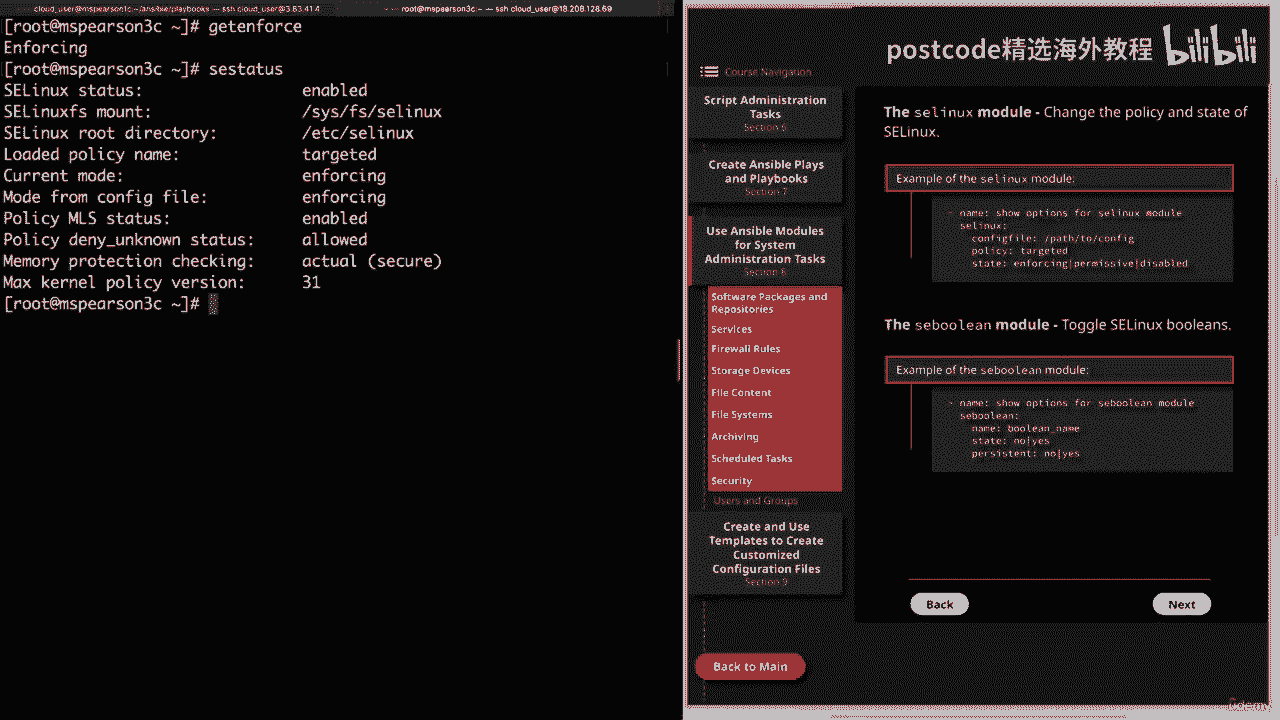 cloud_user@mspearson1c:~/ansible/playbooks — ssh cloud_user@3.83.41.4
root@mspearson3c:~ — ssh cloud_user@18.208.128.69
[root@mspearson3c ~]# getenforce
Enforcing
[root@mspearson3c ~]# sestatus
SELinux status: enabled
SELinuxfs mount: /sys/fs/selinux
SELinux root directory: /etc/selinux
Loaded policy name: targeted
Current mode: enforcing
Mode from config file: enforcing
Policy MLS status: enabled
Policy deny_unknown status: allowed
Memory protection checking: actual (secure)
Max kernel policy version: 31
[root@mspearson3c ~]#
postcode精选海外教程 bilibili
Course Navigation
Script Administration
Tasks
Section 6
Create Ansible Plays
and Playbooks
Section 7
Use Ansible Modules
for System
Administration Tasks
Section 8
Software Packages and
Repositories
Services
Firewall Rules
Storage Devices
File Content
File Systems
Archiving
Scheduled Tasks
Security
Users and Groups
Create and Use
Templates to Create
Customized
Configuration Files
Section 9
Back to Main
The selinux module - Change the policy and state of
SELinux.
Example of the selinux module:
- name: show options for selinux module
selinux:
configfile: /path/to/config
policy: targeted
state: enforcing|permissive|disabled
The seboolean module - Toggle SELinux booleans.
Example of the seboolean module:
- name: show options for seboolean module
seboolean:
name: boolean_name
state: no|yes
persistent: no|yes
Back
Next
Udemy